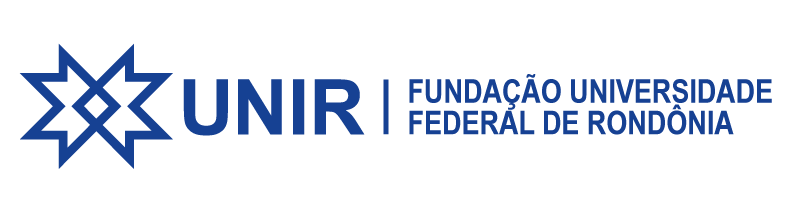 UNIR
FUNDAÇÃO UNIVERSIDADE
FEDERAL DE RONDÔNIA